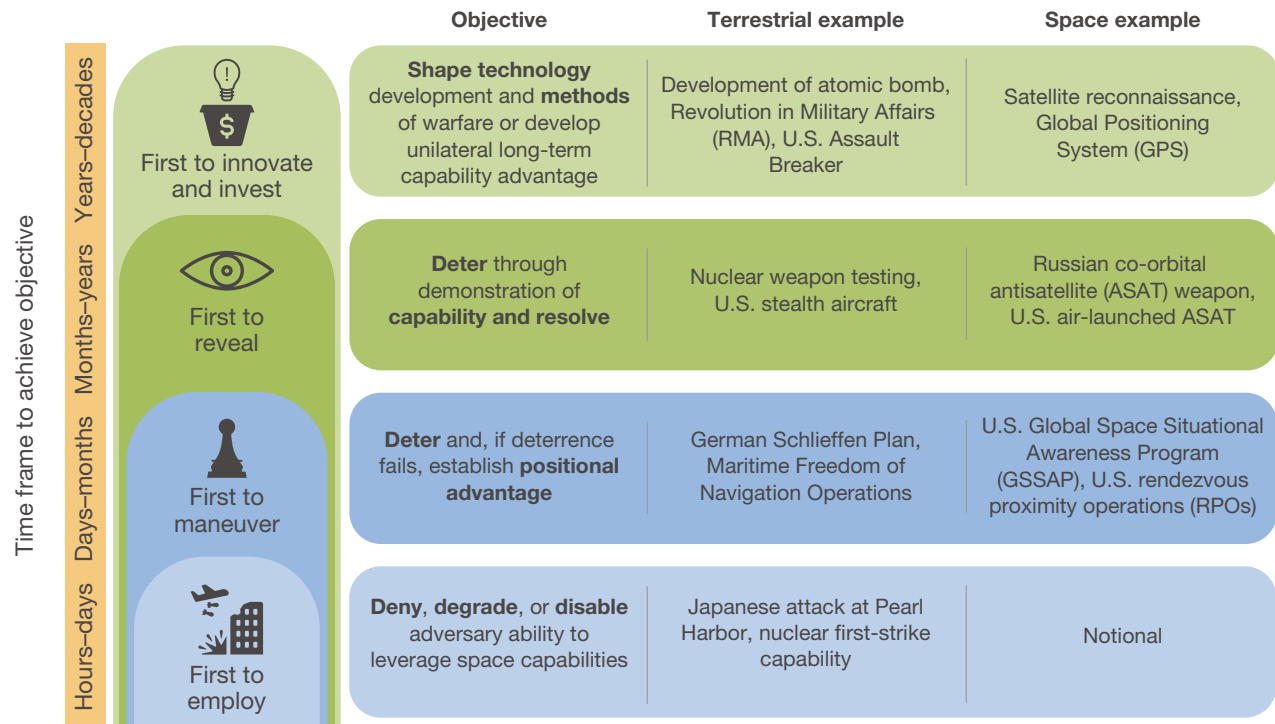 Objective
Terrestrial example
Space example
Time frame to achieve objective
Years–decades
!
$
First to innovate
and invest
Shape technology
development and methods
of warfare or develop
unilateral long-term
capability advantage
Development of atomic bomb,
Revolution in Military Affairs
(RMA), U.S. Assault
Breaker
Satellite reconnaissance,
Global Positioning
System (GPS)
Months–years
First to
reveal
Deter through
demonstration of
capability and resolve
Nuclear weapon testing,
U.S. stealth aircraft
Russian co-orbital
antisatellite (ASAT) weapon,
U.S. air-launched ASAT
Days–months
First to
maneuver
Deter and, if deterrence
fails, establish positional
advantage
German Schlieffen Plan,
Maritime Freedom of
Navigation Operations
U.S. Global Space Situational
Awareness Program
(GSSAP), U.S. rendezvous
proximity operations (RPOs)
Hours–days
First to
employ
Deny, degrade, or disable
adversary ability to
leverage space capabilities
Japanese attack at Pearl
Harbor, nuclear first-strike
capability
Notional